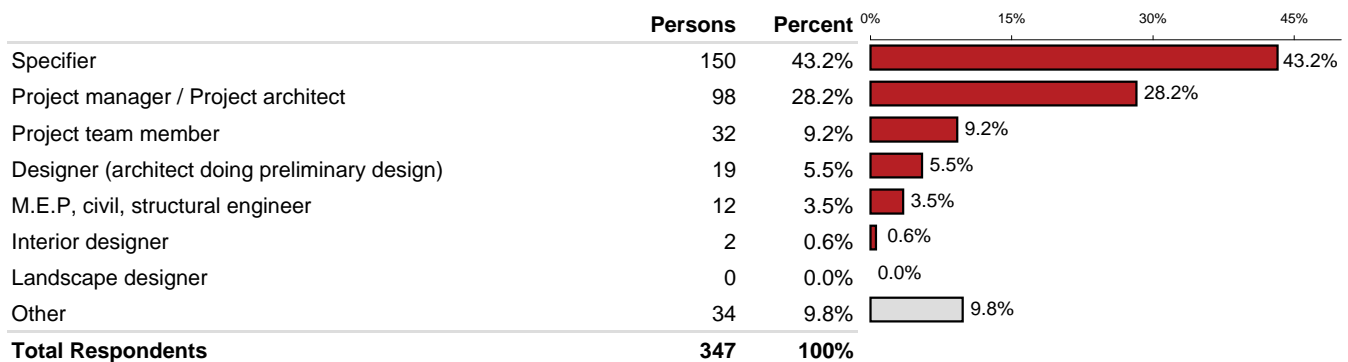 Persons Percent 0% 15% 30% 45%
Specifier 150 43.2% 43.2%
Project manager / Project architect 98 28.2% 28.2%
Project team member 32 9.2% 9.2%
Designer (architect doing preliminary design) 19 5.5% 5.5%
M.E.P, civil, structural engineer 12 3.5% 3.5%
Interior designer 2 0.6% 0.6%
Landscape designer 0 0.0% 0.0%
Other 34 9.8% 9.8%
Total Respondents 347 100%